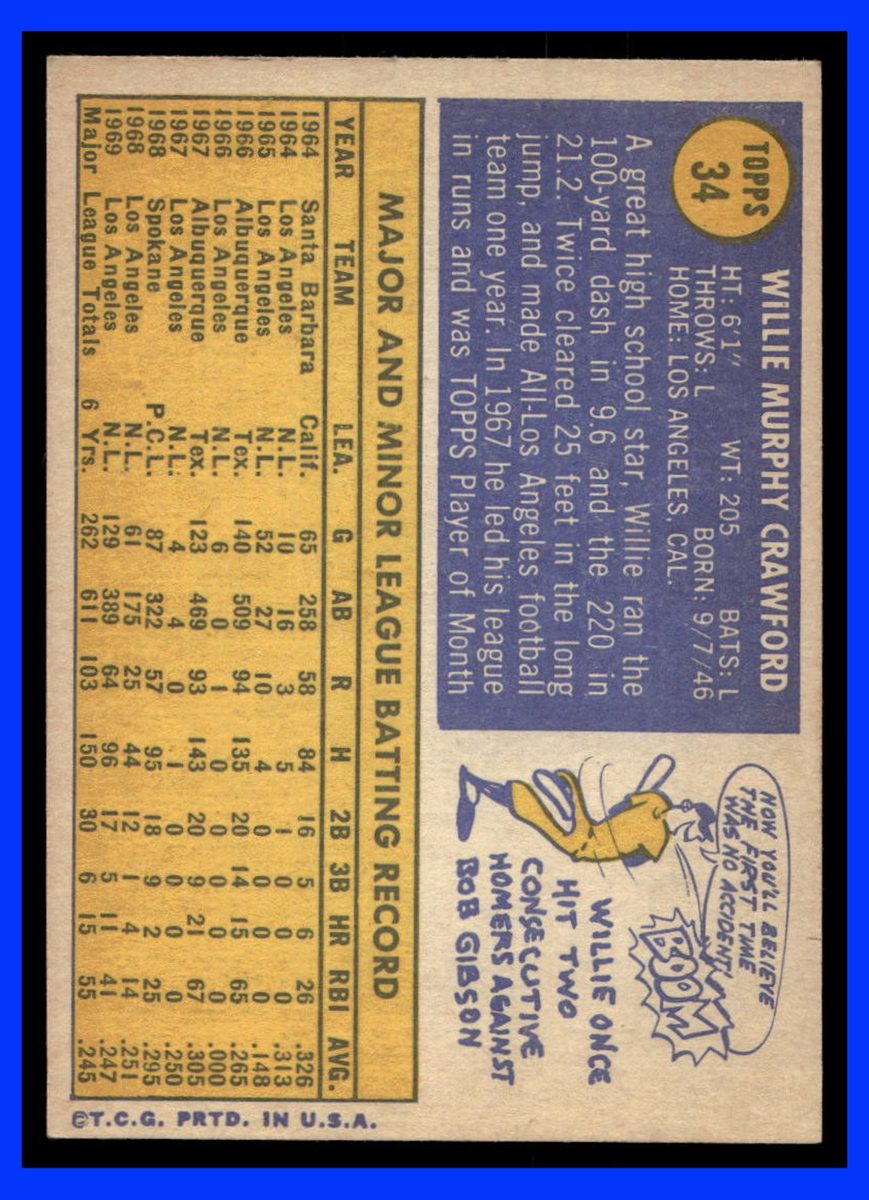 TOPPS
34
WILLIE MURPHY CRAWFORD
HT: 6'1" WT: 205 BATS: L
THROWS: L BORN: 9/7/46
HOME: LOS ANGELES, CAL.
A great high school star, Willie ran the
100-yard dash in 9.6 and the 220 in
21.2. Twice cleared 25 feet in the long
jump, and made All-Los Angeles football
team one year. In 1967 he led his league
in runs and was TOPPS Player of Month
NOW YOU'LL BELIEVE
THE FIRST TIME
WAS NO ACCIDENT!
BOOM
WILLIE ONCE
HIT TWO
CONSECUTIVE
HOMERS AGAINST
BOB GIBSON
MAJOR AND MINOR LEAGUE BATTING RECORD
YEAR TEAM LEA. G AB R H 2B 3B HR RBI AVG.
1964 Santa Barbara Calif. 65 258 58 84 16 5 6 26 .326
1964 Los Angeles N.L. 10 16 3 5 1 0 0 0 .313
1965 Los Angeles N.L. 52 27 10 4 0 0 0 0 .148
1966 Albuquerque Tex. 140 509 94 135 20 14 15 65 .265
1966 Los Angeles N.L. 6 0 1 0 0 0 0 0 .000
1967 Albuquerque Tex. 123 469 93 143 20 9 21 67 .305
1967 Los Angeles N.L. 4 4 0 1 0 0 0 0 .250
1968 Spokane P.C.L. 87 322 57 95 18 9 2 25 .295
1968 Los Angeles N.L. 61 175 25 44 12 1 4 14 .251
1969 Los Angeles N.L. 129 389 64 96 17 5 11 41 .247
Major League Totals 6 Yrs. 262 611 103 150 30 6 15 55 .245
©T.C.G. PRTD. IN U.S.A.